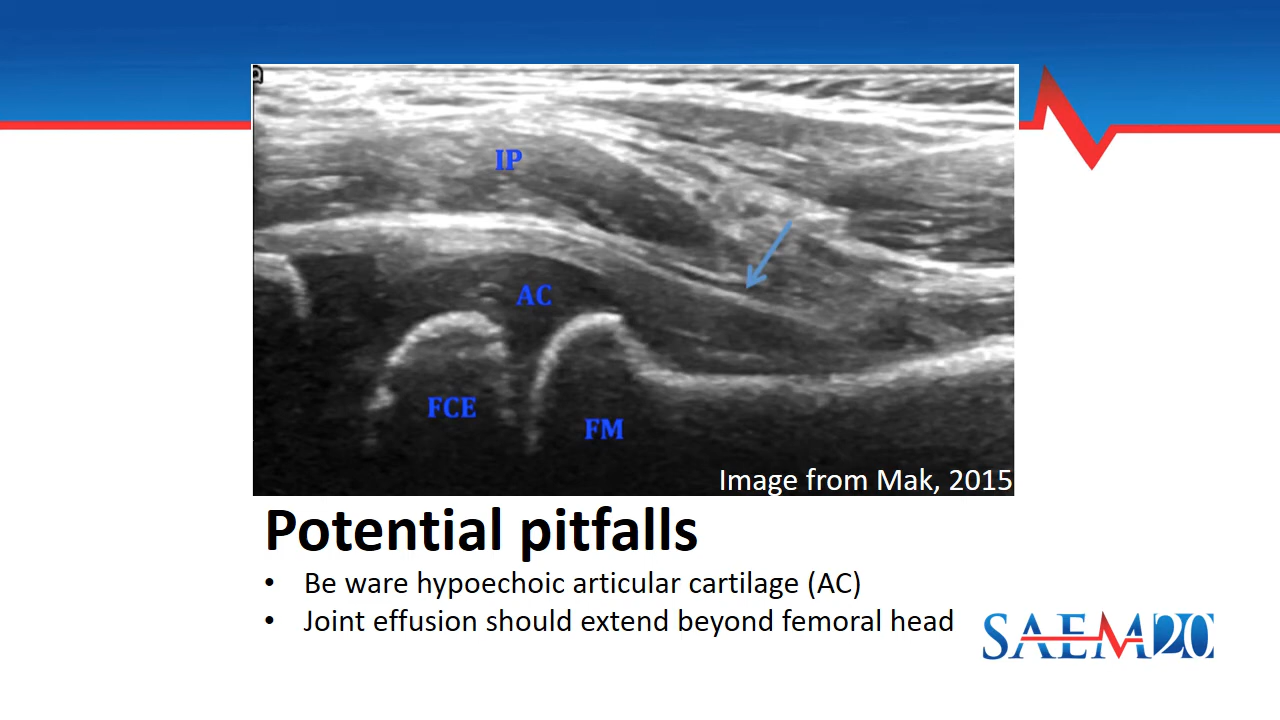 IP
AC
FCE
FM
Image from Mak, 2015
Potential pitfalls
• Be ware hypoechoic articular cartilage (AC)
• Joint effusion should extend beyond femoral head
SAEM20